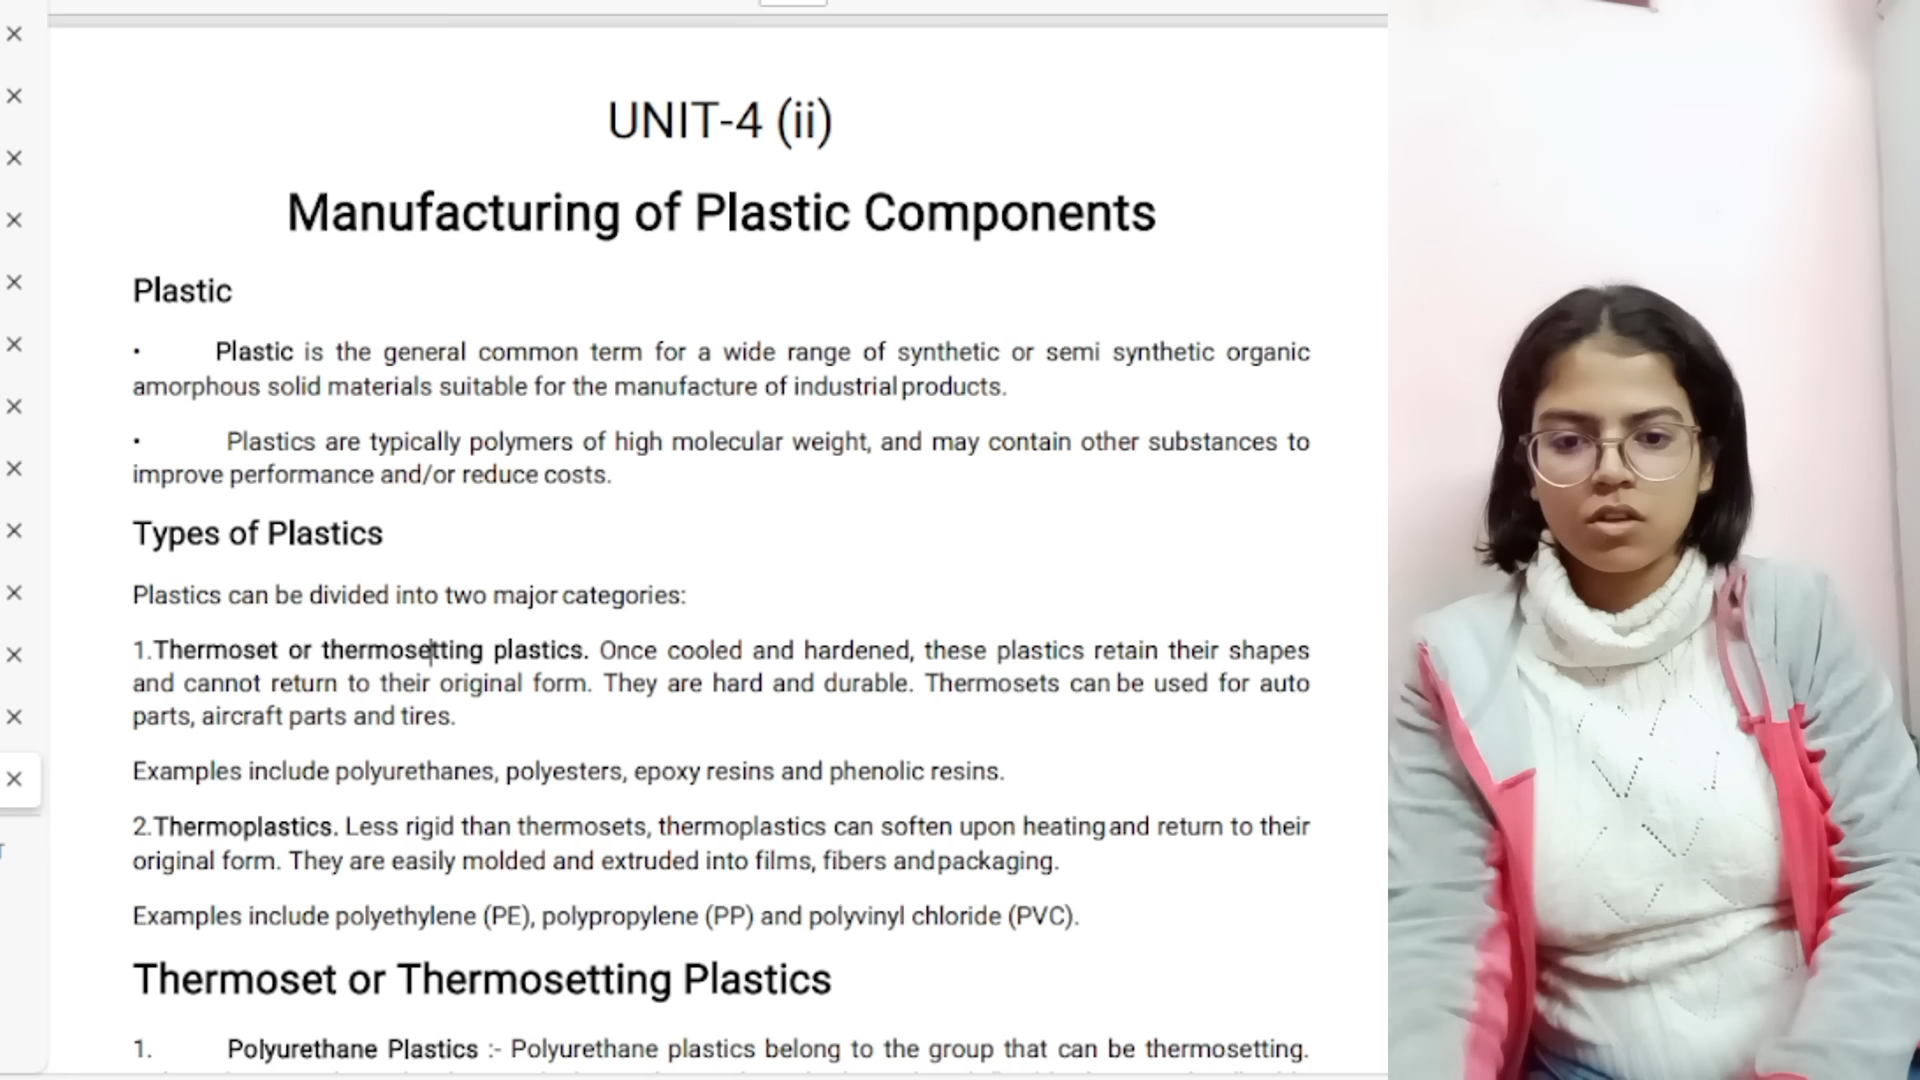 UNIT-4 (ii)
Manufacturing of Plastic Components
Plastic
• Plastic is the general common term for a wide range of synthetic or semi synthetic organic
amorphous solid materials suitable for the manufacture of industrial products.
• Plastics are typically polymers of high molecular weight, and may contain other substances to
improve performance and/or reduce costs.
Types of Plastics
Plastics can be divided into two major categories:
1.Thermoset or thermosetting plastics. Once cooled and hardened, these plastics retain their shapes
and cannot return to their original form. They are hard and durable. Thermosets can be used for auto
parts, aircraft parts and tires.
Examples include polyurethanes, polyesters, epoxy resins and phenolic resins.
2.Thermoplastics. Less rigid than thermosets, thermoplastics can soften upon heating and return to their
original form. They are easily molded and extruded into films, fibers and packaging.
Examples include polyethylene (PE), polypropylene (PP) and polyvinyl chloride (PVC).
Thermoset or Thermosetting Plastics
1. Polyurethane Plastics :- Polyurethane plastics belong to the group that can be thermosetting.